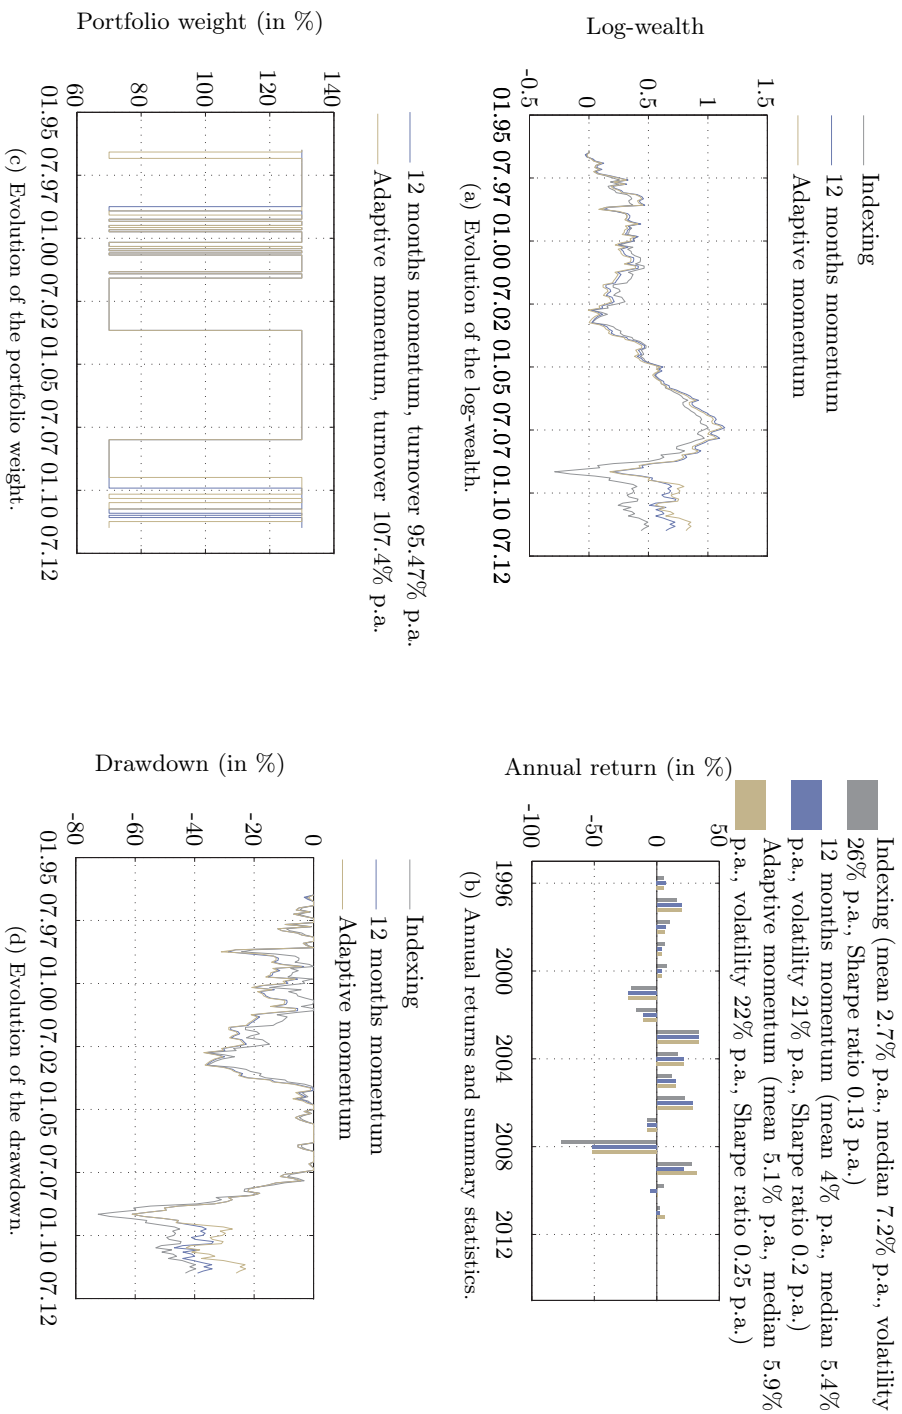 Log-wealth
Indexing
12 months momentum
Adaptive momentum
1.5
1
0.5
0
-0.5
01.95 07.97 01.00 07.02 01.05 07.07 01.10 07.12
(a) Evolution of the log-wealth.
Annual return (in %)
Indexing (mean 2.7% p.a., median 7.2% p.a., volatility
26% p.a., Sharpe ratio 0.13 p.a.)
12 months momentum (mean 4% p.a., median 5.4%
p.a., volatility 21% p.a., Sharpe ratio 0.2 p.a.)
Adaptive momentum (mean 5.1% p.a., median 5.9%
p.a., volatility 22% p.a., Sharpe ratio 0.25 p.a.)
50
0
-50
-100
1996 2000 2004 2008 2012
(b) Annual returns and summary statistics.
Portfolio weight (in %)
12 months momentum, turnover 95.47% p.a.
Adaptive momentum, turnover 107.4% p.a.
140
120
100
80
60
01.95 07.97 01.00 07.02 01.05 07.07 01.10 07.12
(c) Evolution of the portfolio weight.
Drawdown (in %)
Indexing
12 months momentum
Adaptive momentum
0
-20
-40
-60
-80
01.95 07.97 01.00 07.02 01.05 07.07 01.10 07.12
(d) Evolution of the drawdown.